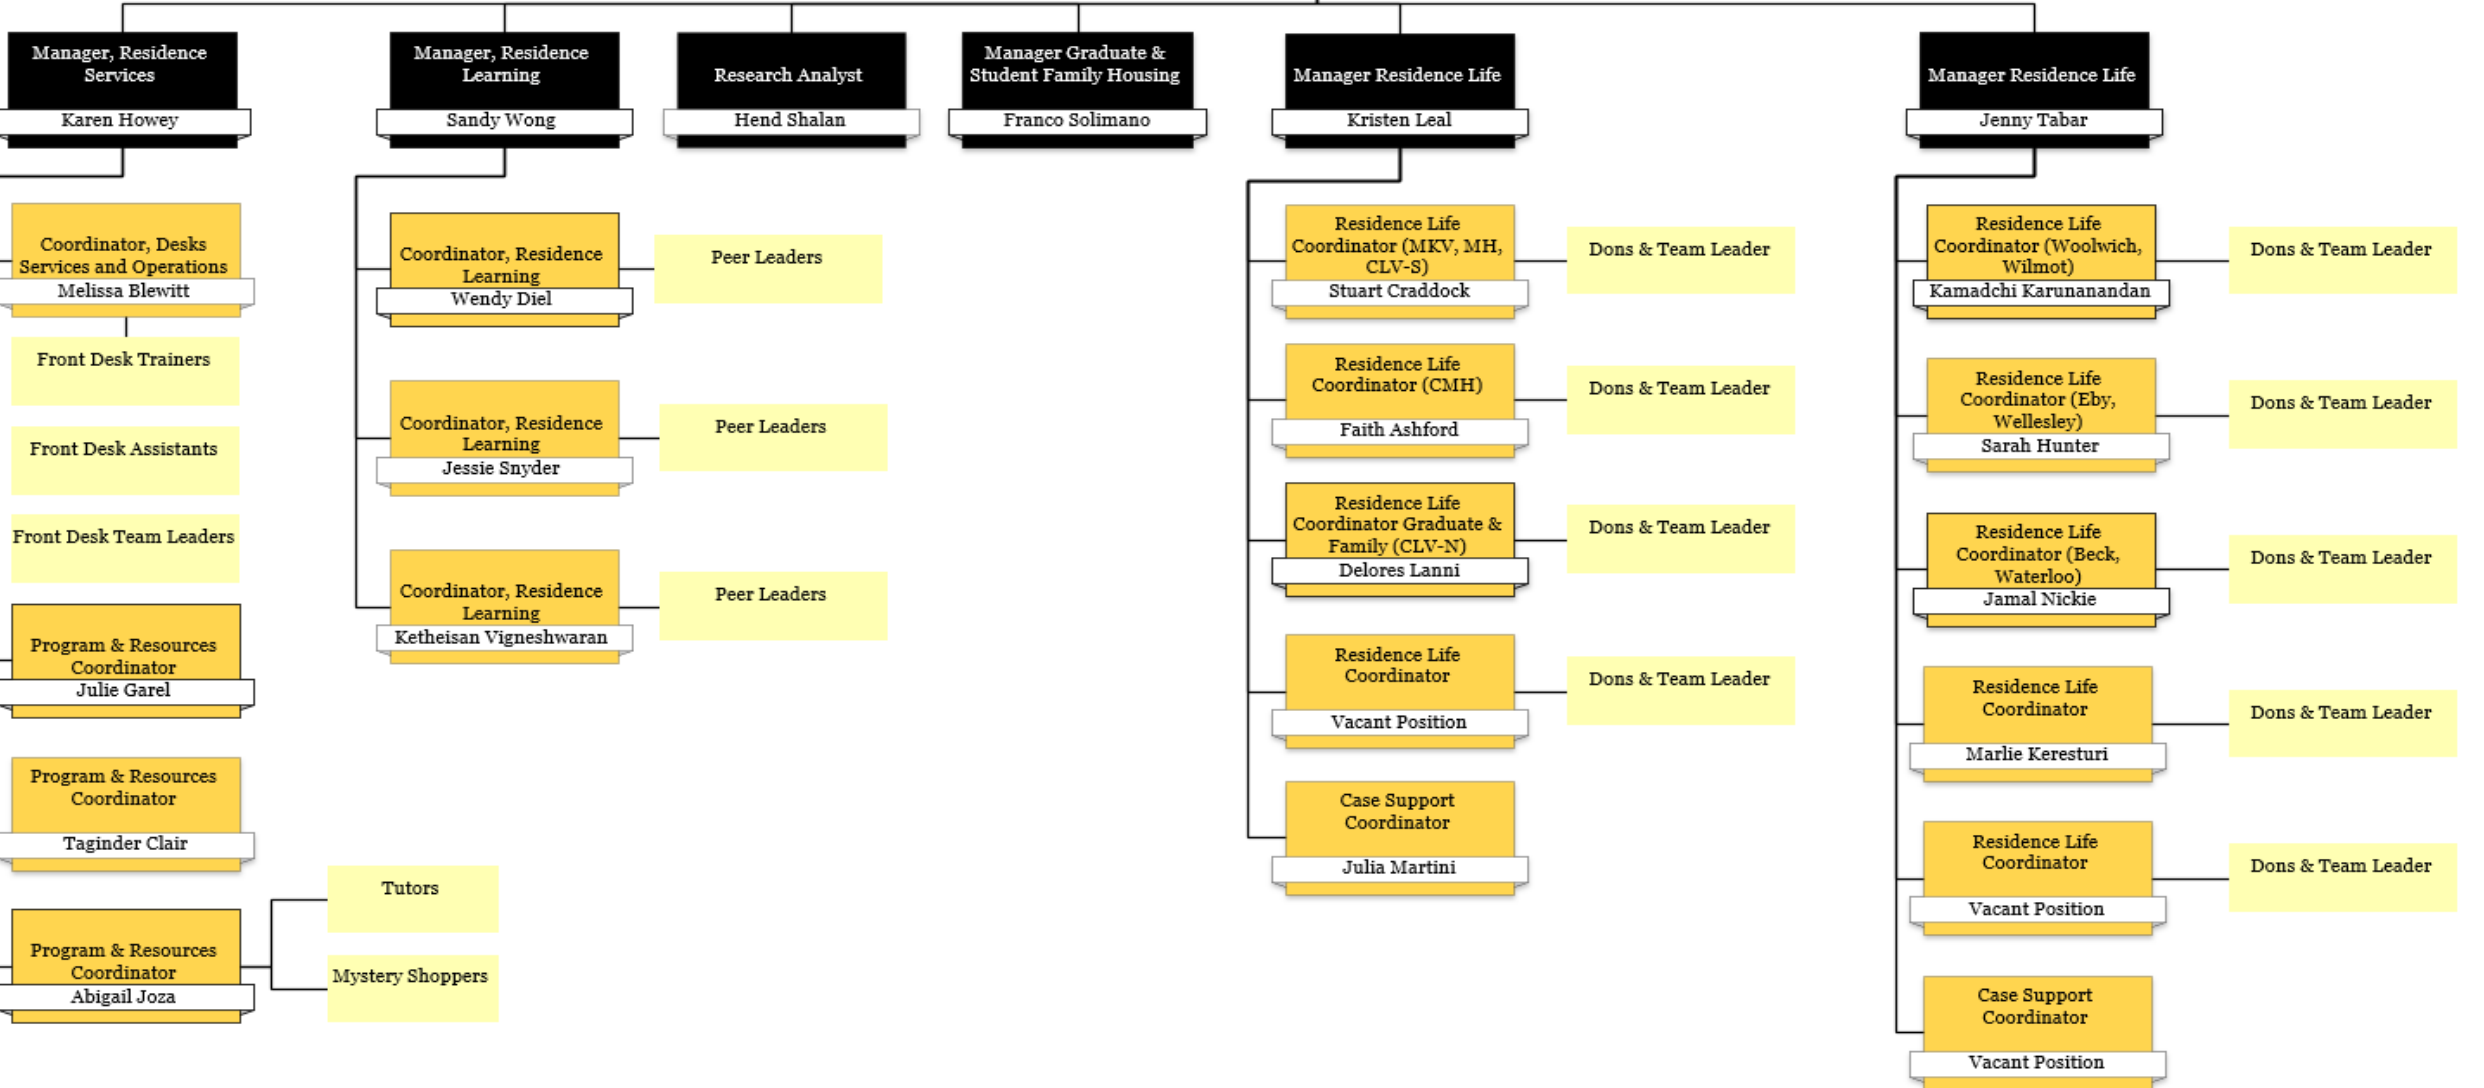 Manager, Residence
Services
Karen Howey
Manager, Residence
Learning
Sandy Wong
Research Analyst
Hend Shalan
Manager Graduate &
Student Family Housing
Franco Solimano
Manager Residence Life
Kristen Leal
Manager Residence Life
Jenny Tabar
Coordinator, Desks
Services and Operations
Melissa Blewitt
Front Desk Trainers
Front Desk Assistants
Front Desk Team Leaders
Program & Resources
Coordinator
Julie Garel
Program & Resources
Coordinator
Taginder Clair
Program & Resources
Coordinator
Abigail Joza
Tutors
Mystery Shoppers
Coordinator, Residence
Learning
Wendy Diel
Peer Leaders
Coordinator, Residence
Learning
Jessie Snyder
Peer Leaders
Coordinator, Residence
Learning
Ketheisan Vigneshwaran
Peer Leaders
Residence Life
Coordinator (MKV, MH,
CLV-S)
Stuart Craddock
Dons & Team Leader
Residence Life
Coordinator (CMH)
Faith Ashford
Dons & Team Leader
Residence Life
Coordinator Graduate &
Family (CLV-N)
Delores Lanni
Dons & Team Leader
Residence Life
Coordinator
Vacant Position
Dons & Team Leader
Case Support
Coordinator
Julia Martini
Residence Life
Coordinator (Woolwich,
Wilmot)
Kamadchi Karunanandan
Dons & Team Leader
Residence Life
Coordinator (Eby,
Wellesley)
Sarah Hunter
Dons & Team Leader
Residence Life
Coordinator (Beck,
Waterloo)
Jamal Nickie
Dons & Team Leader
Residence Life
Coordinator
Marlie Keresturi
Dons & Team Leader
Residence Life
Coordinator
Vacant Position
Dons & Team Leader
Case Support
Coordinator
Vacant Position